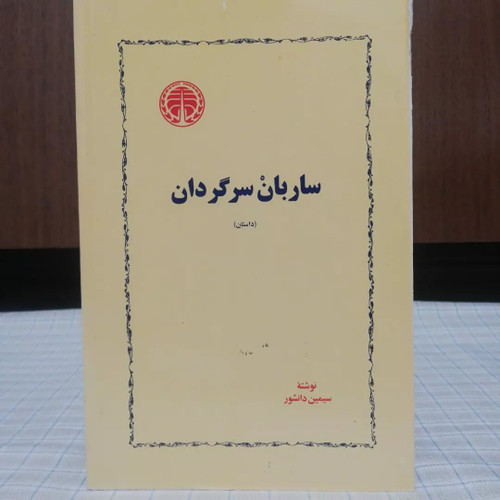 ساربانْ سرگردان
(داستان)
نوشتهٔ
سیمین دانشور